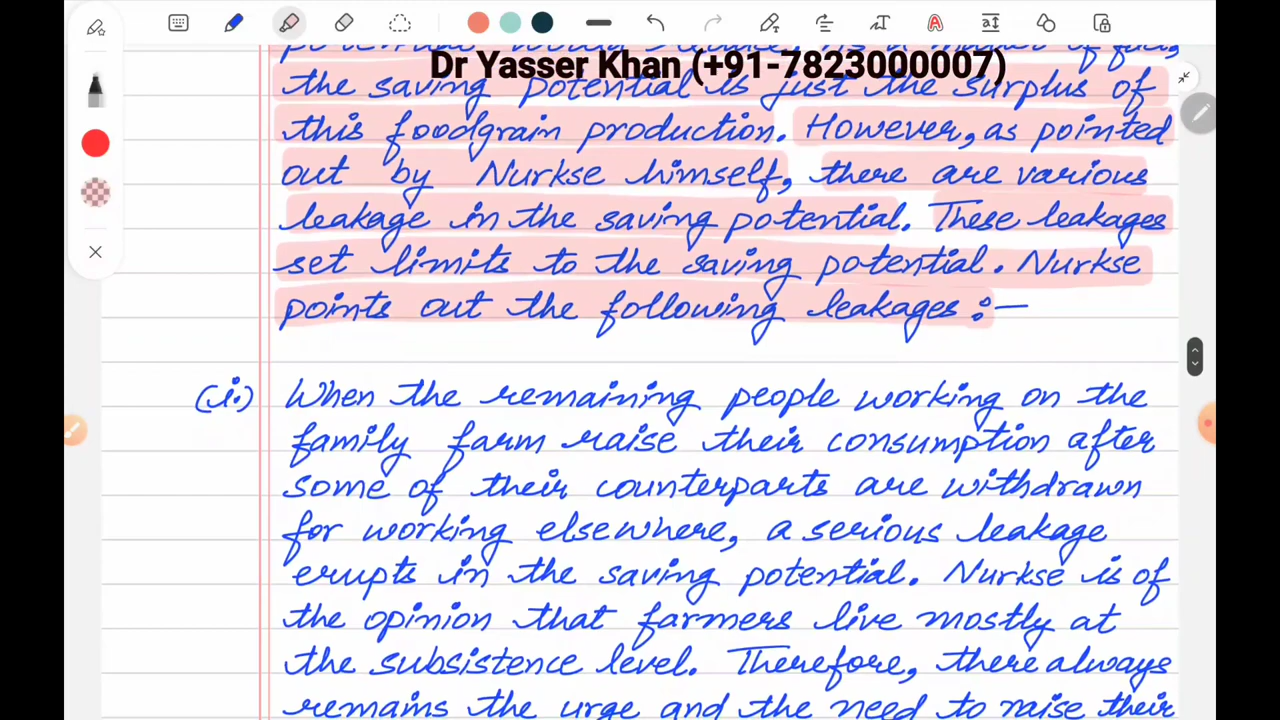 Dr Yasser Khan (+91-7823000007)
the saving potential is just the surplus of
this foodgrain production. However, as pointed
out by Nurkse himself, there are various
leakage in the saving potential. These leakages
set limits to the saving potential. Nurkse
points out the following leakages :—
(i.) When the remaining people working on the
family farm raise their consumption after
some of their counterparts are withdrawn
for working elsewhere, a serious leakage
erupts in the saving potential. Nurkse is of
the opinion that farmers live mostly at
the subsistence level. Therefore, there always
remains the urge and the need to raise their